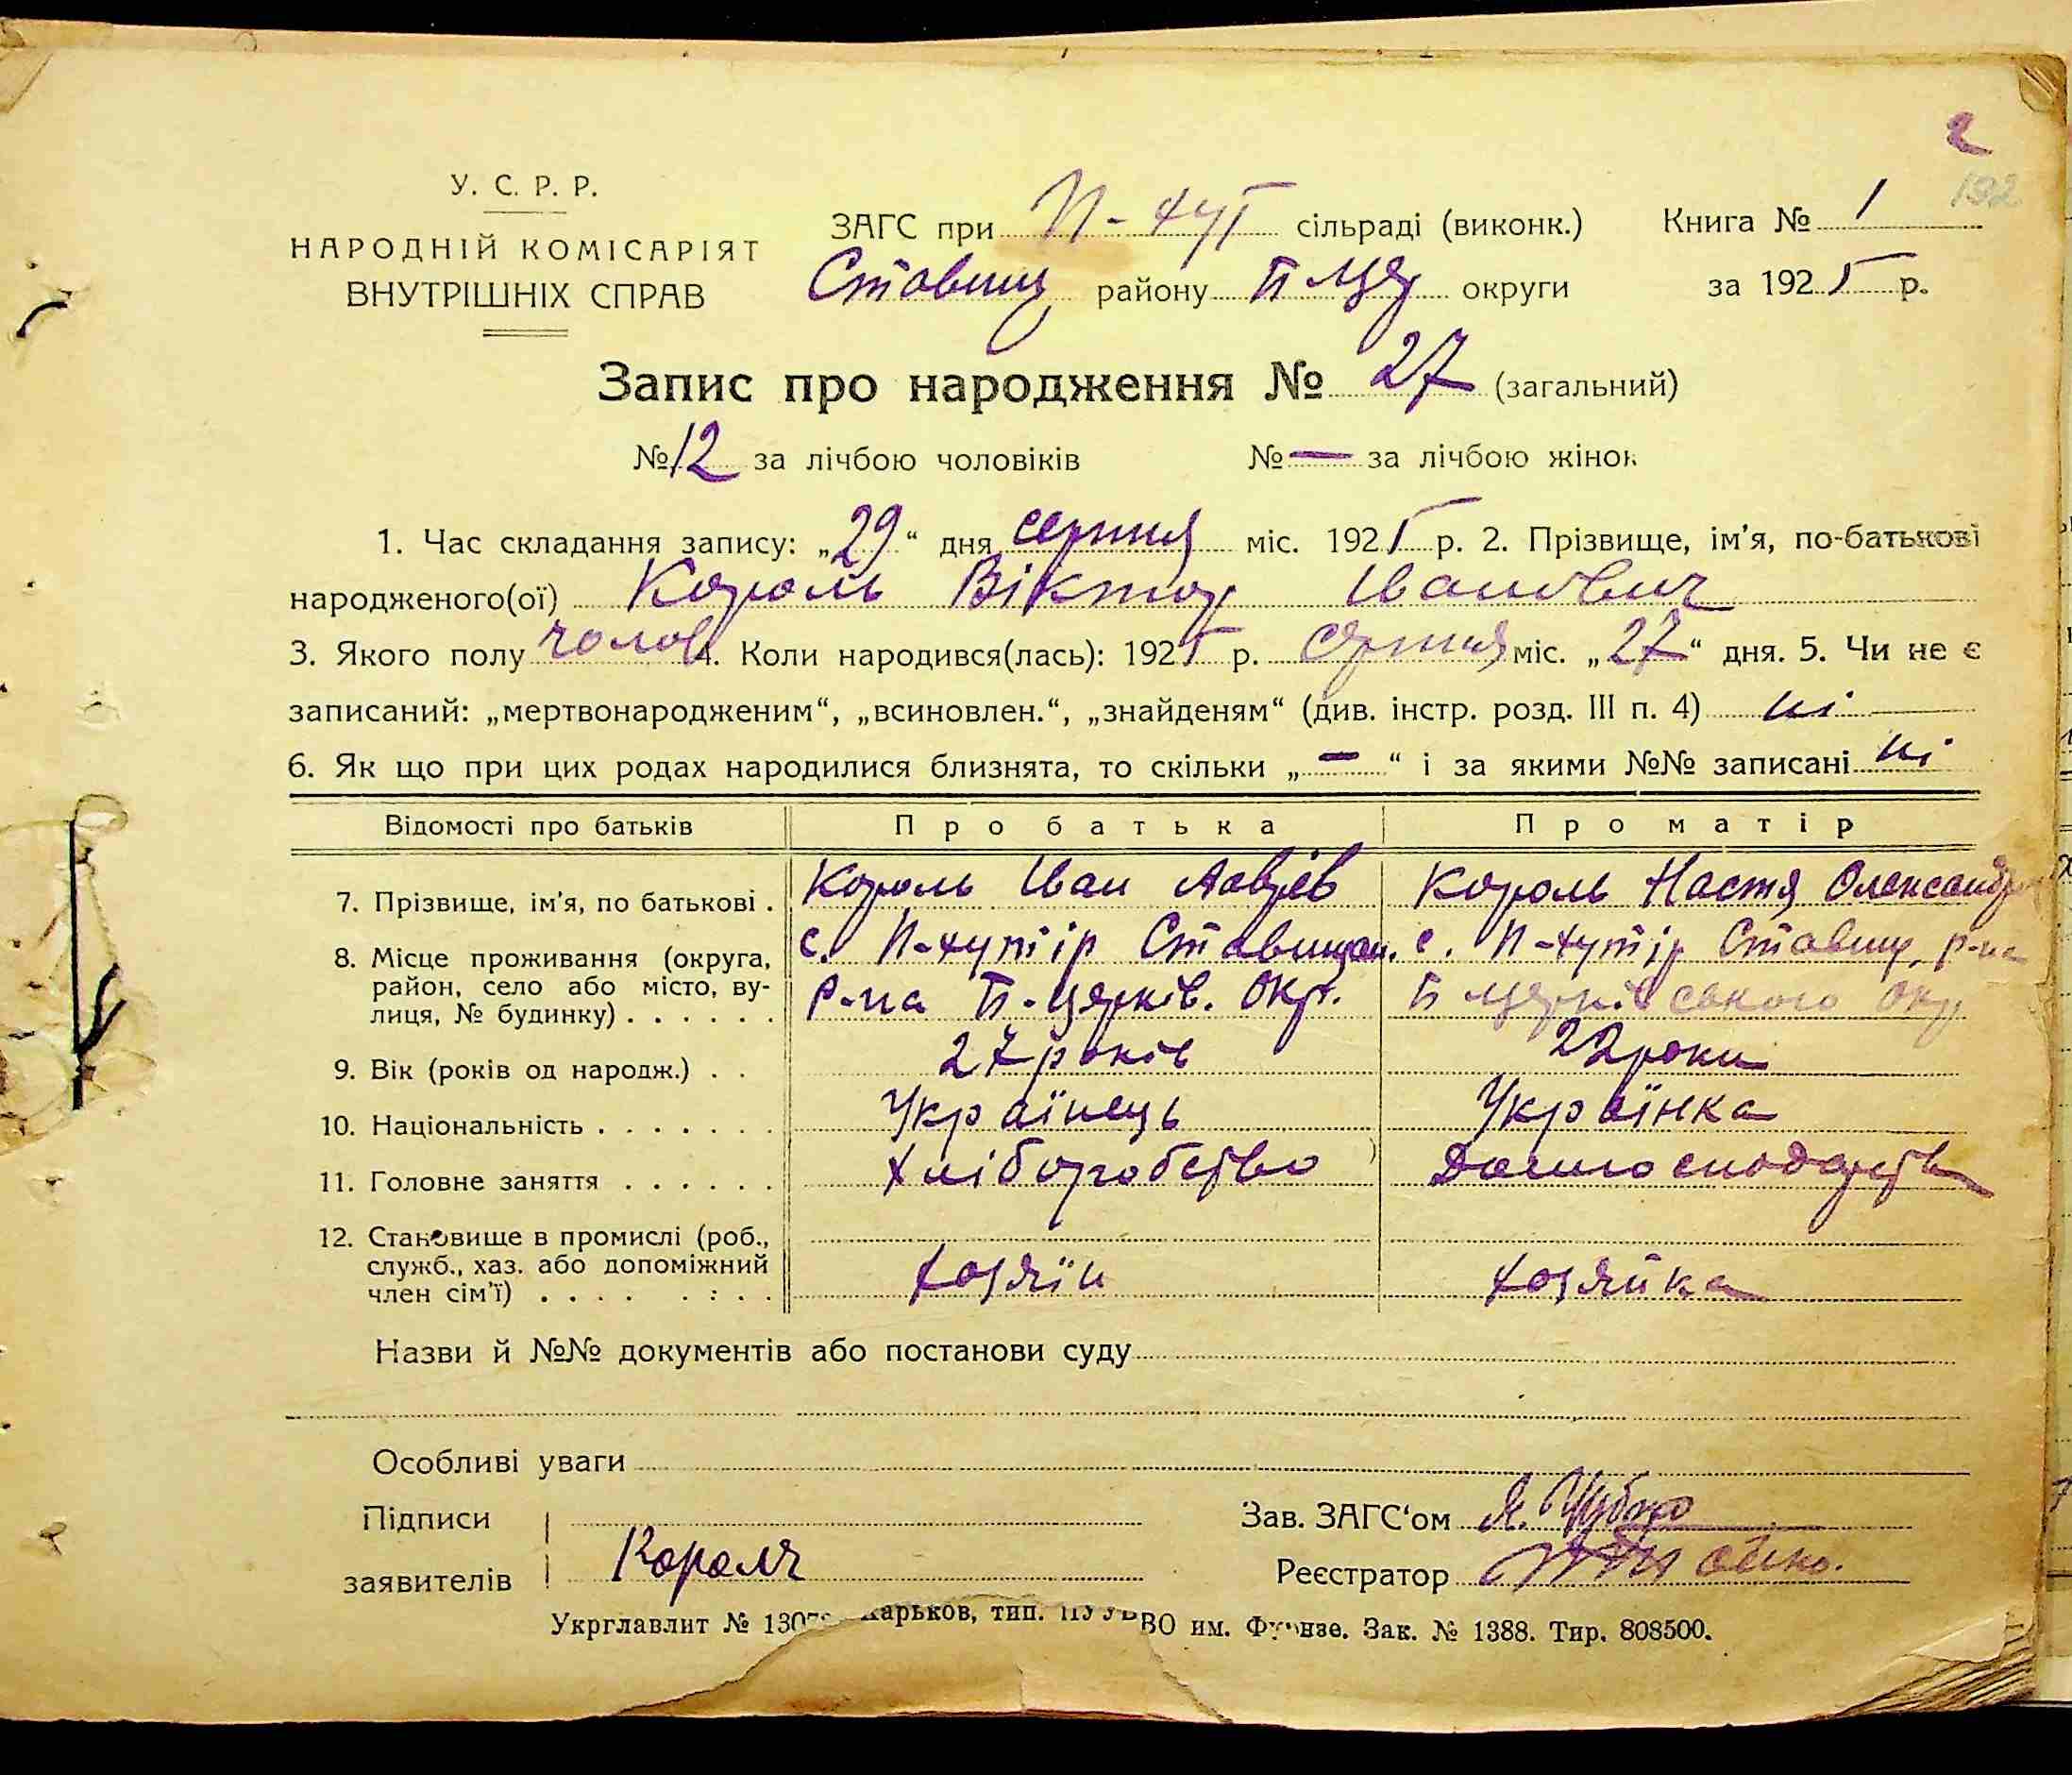 192
У. С. Р. Р.
НАРОДНІЙ КОМІСАРІЯТ
ВНУТРІШНІХ СПРАВ
ЗАГС при П-хут сільраді (виконк.) Книга № 1
Ставищ району Б Церк округи за 1925 р.
Запис про народження № 27 (загальний)
№ 12 за лічбою чоловіків № — за лічбою жінок
1. Час складання запису: „29“ дня серпня міс. 1925 р. 2. Прізвище, ім'я, по-батькові
народженого(ої) Король Віктор Іванович
3. Якого полу чолов 4. Коли народився(лась): 1925 р. серпня міс. „27“ дня. 5. Чи не є
записаний: „мертвонародженим“, „всиновлен.“, „знайденям“ (див. інстр. розд. III п. 4) ні
6. Як що при цих родах народилися близнята, то скільки „—“ і за якими №№ записані ні
Відомості про батьків Про батька Про матір
7. Прізвище, ім'я, по батькові . Король Іван Король Настя Олександр
8. Місце проживання (округа, район, село або місто, вулиця, № будинку) . . . . . . с. П-хутір Ставищан. р-на Б-церків. Окр. с. П-хутір Ставищ. р-на Б церківського окр
9. Вік (років од народж.) . . 27 років 22 роки
10. Національність . . . . . . . Українець Українка
11. Головне заняття . . . . . . Хліборобство Домогосподарств
12. Становище в промислі (роб., служб., хаз. або допоміжний член сім'ї) . . . . . : . . Хозяїн Хозяйка
Назви й №№ документів або постанови суду
Особливі уваги
Підписи Зав. ЗАГС'ом
заявителів Король Реєстратор
Укрглавлит № 1307 Харьков, тип. ВО им. Фрунзе. Зак. № 1388. Тир. 808500.